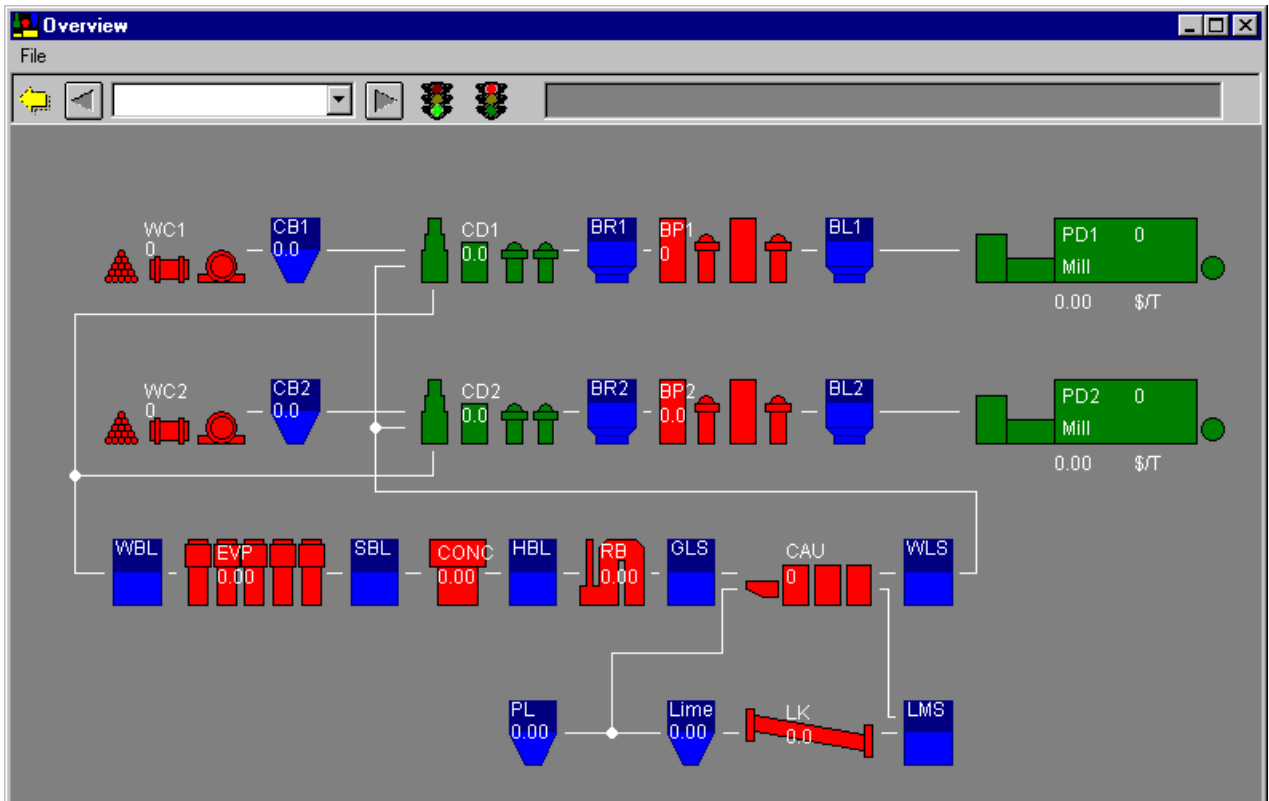 Overview
File
WC1 CB1 CD1 BR1 BP1 BL1 PD1 0
0 0.0 0.0 0 Mill
0.00 $/T
WC2 CB2 CD2 BR2 BP2 BL2 PD2 0
0 0.0 0.0 0.0 Mill
0.00 $/T
WBL EVP SBL CONC HBL RB GLS CAU WLS
0.00 0.00 0.00 0
PL Lime LK LMS
0.00 0.00 0.0